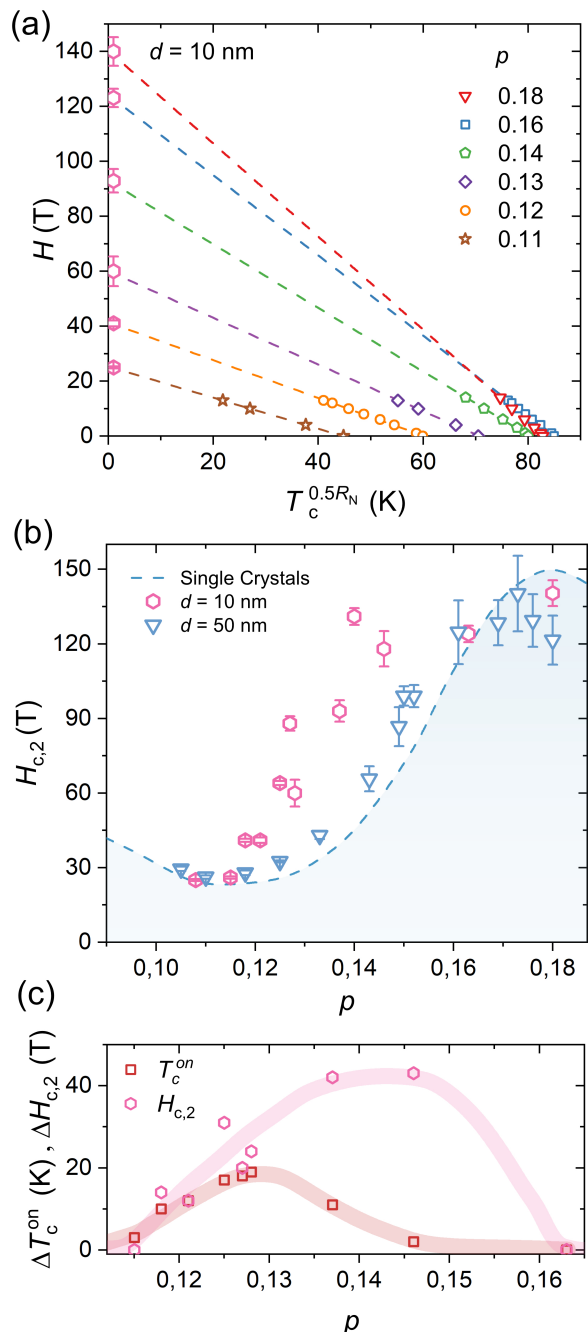 (a)
d = 10 nm
p
0.18
0.16
0.14
0.13
0.12
0.11
H (T)
140
120
100
80
60
40
20
0
0 20 40 60 80
T_c^{0.5R_N} (K)
(b)
Single Crystals
d = 10 nm
d = 50 nm
H_{c,2} (T)
150
120
90
60
30
0
0,10 0,12 0,14 0,16 0,18
p
(c)
T_c^{on}
H_{c,2}
ΔT_c^{on} (K) , ΔH_{c,2} (T)
40
20
0
0,12 0,13 0,14 0,15 0,16
p